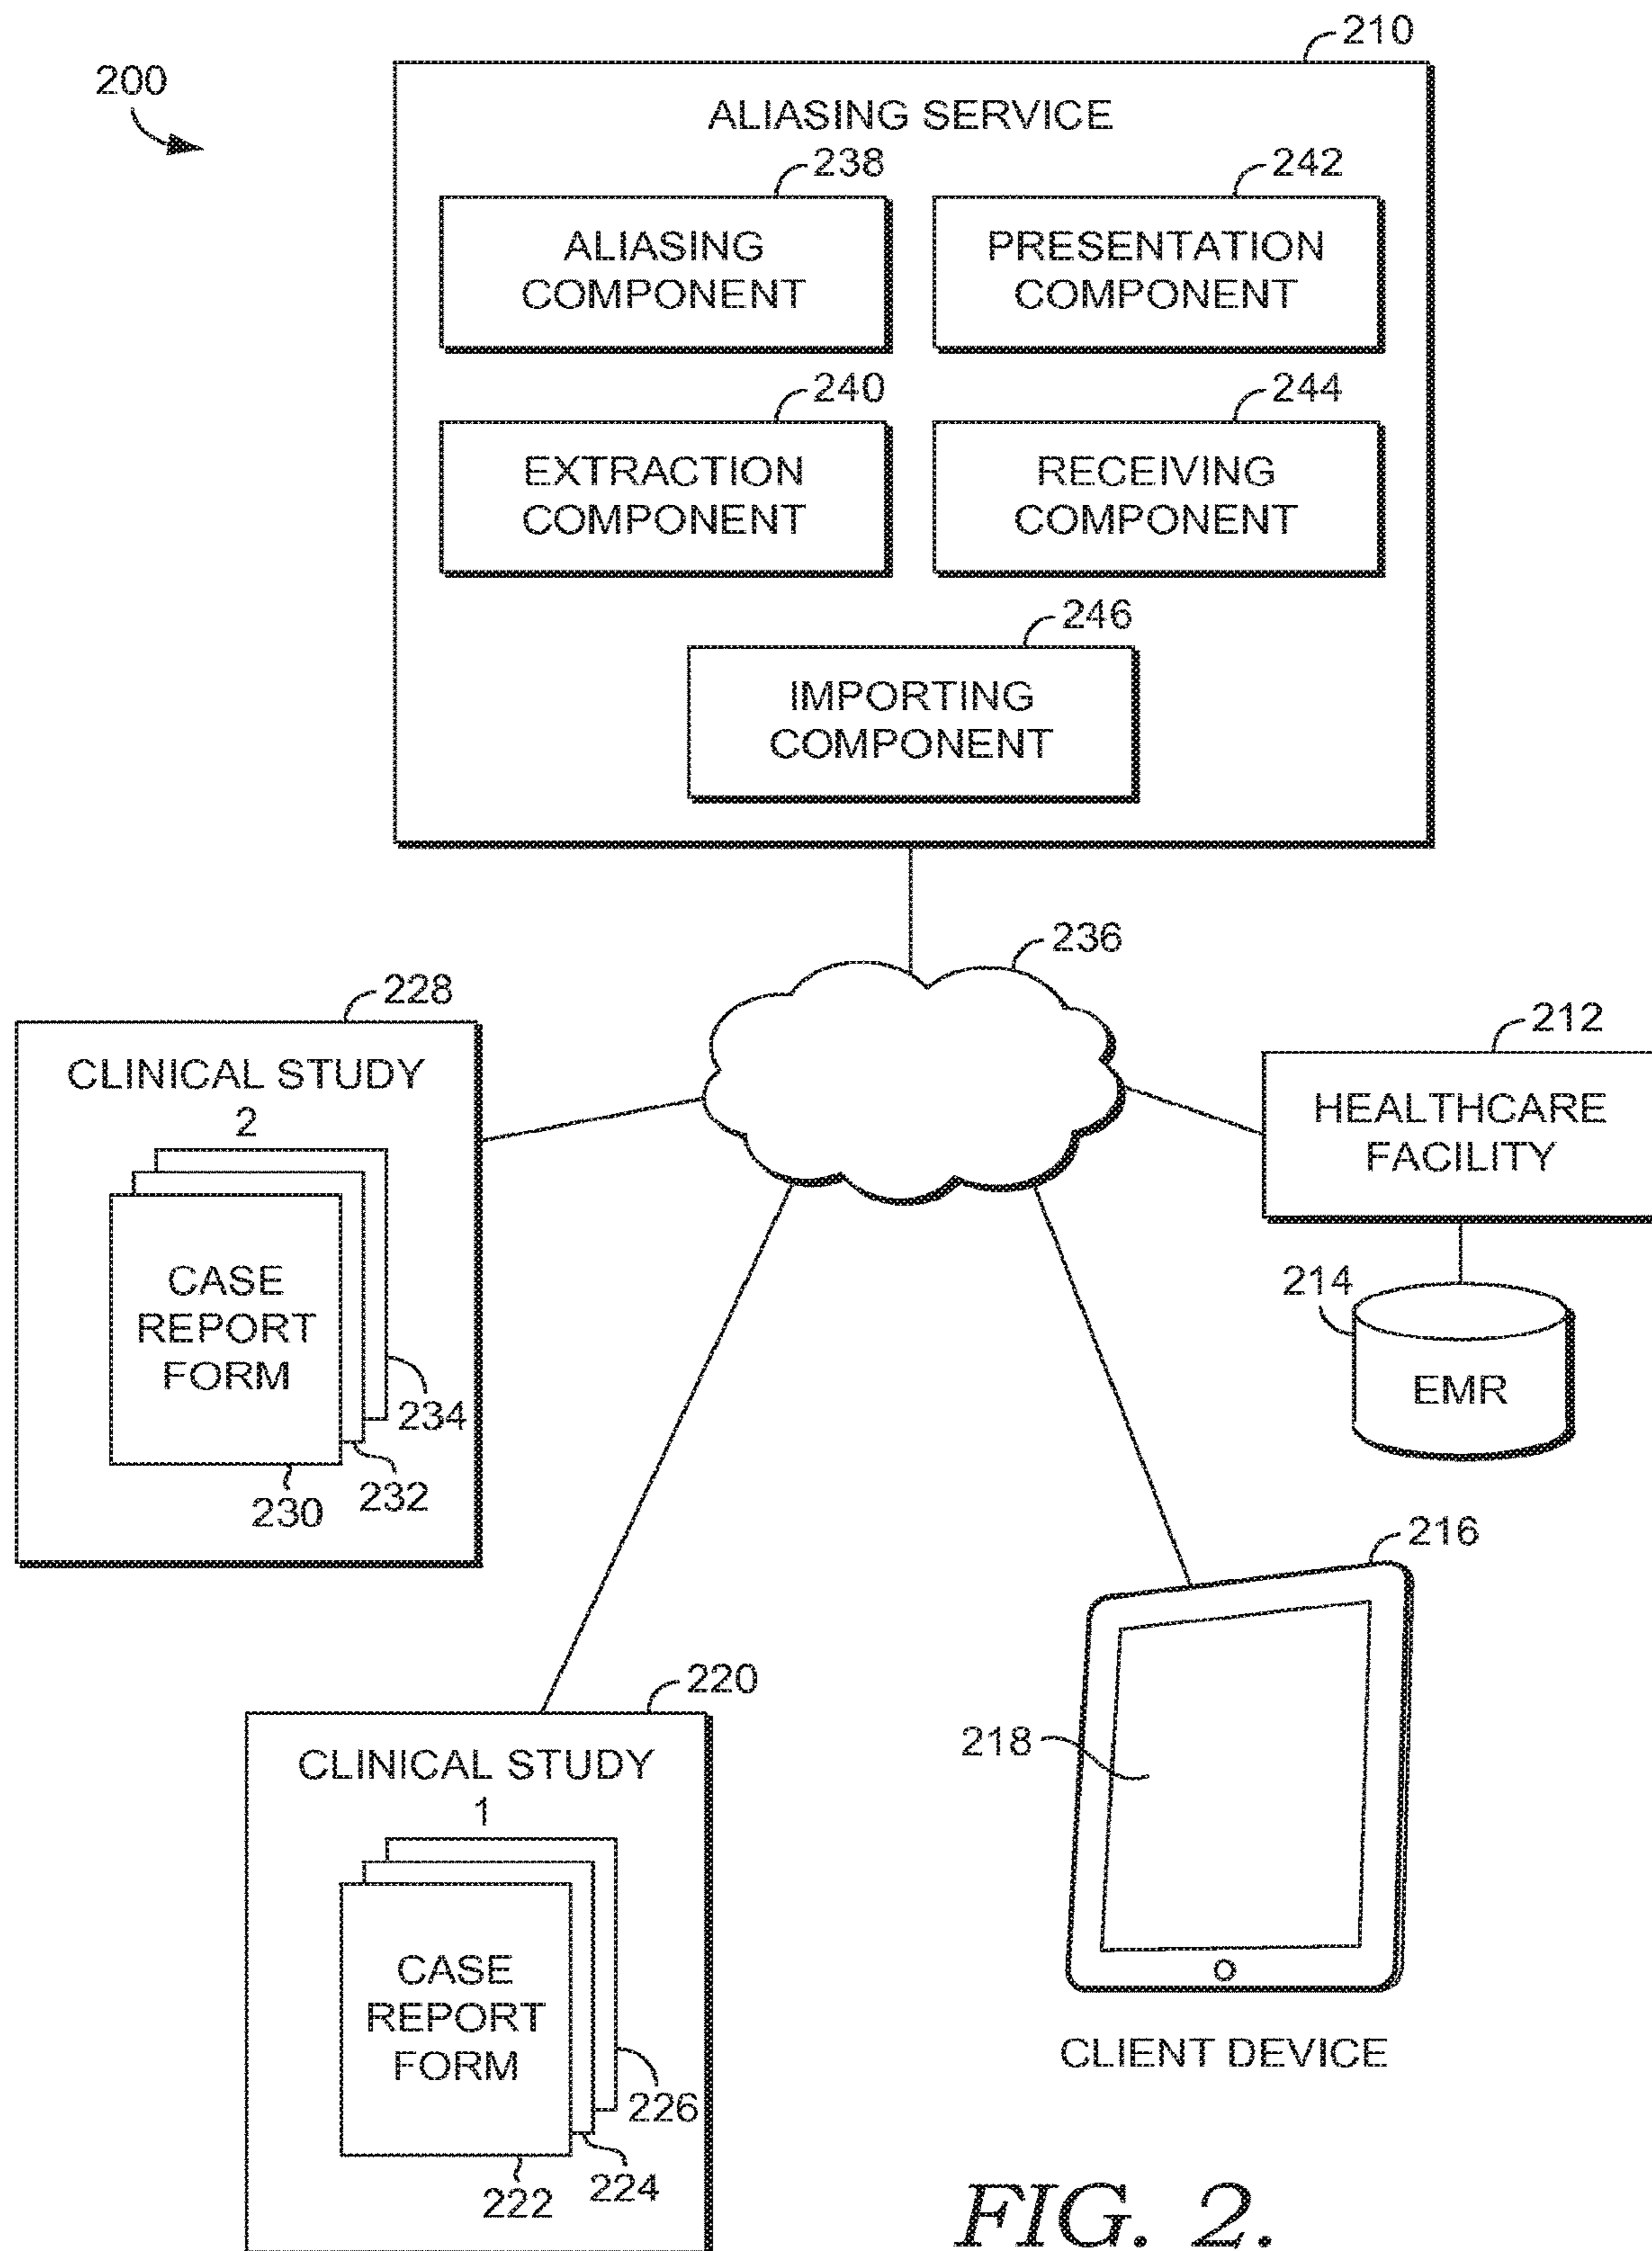 210
200
ALIASING SERVICE
238
242
ALIASING
COMPONENT
PRESENTATION
COMPONENT
240
244
EXTRACTION
COMPONENT
RECEIVING
COMPONENT
246
IMPORTING
COMPONENT
236
228
CLINICAL STUDY
2
CASE
REPORT
FORM
234
232
230
212
HEALTHCARE
FACILITY
214
EMR
216
218
CLIENT DEVICE
220
CLINICAL STUDY
1
CASE
REPORT
FORM
226
224
222
FIG. 2.